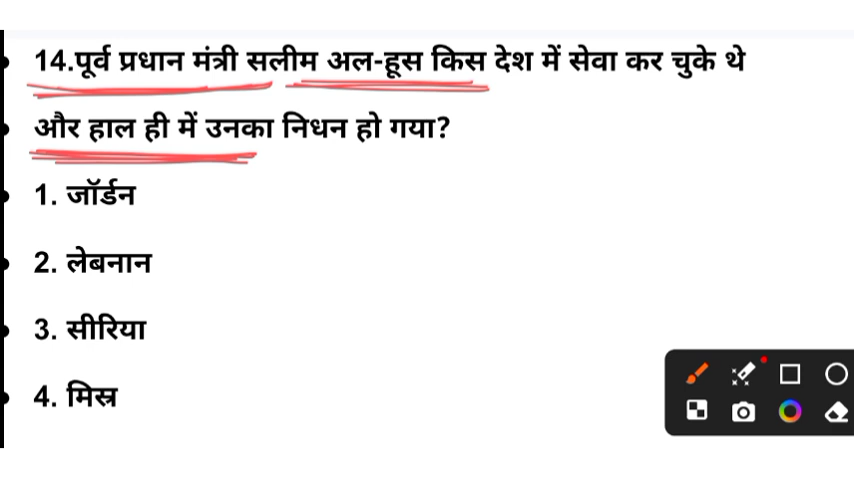 14.पूर्व प्रधान मंत्री सलीम अल-हूस किस देश में सेवा कर चुके थे
और हाल ही में उनका निधन हो गया?
1. जॉर्डन
2. लेबनान
3. सीरिया
4. मिस्र